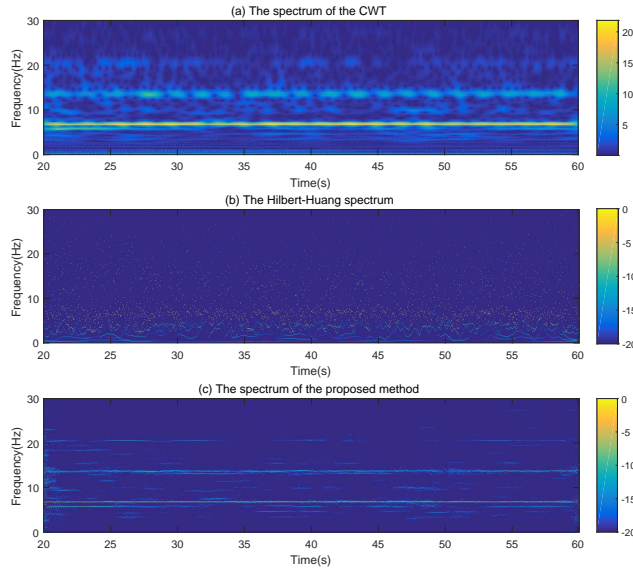 (a) The spectrum of the CWT
30
20
10
0
Frequency(Hz)
20 25 30 35 40 45 50 55 60
Time(s)
20
15
10
5
(b) The Hilbert-Huang spectrum
30
20
10
0
Frequency(Hz)
20 25 30 35 40 45 50 55 60
Time(s)
0
-5
-10
-15
-20
(c) The spectrum of the proposed method
30
20
10
0
Frequency(Hz)
20 25 30 35 40 45 50 55 60
Time(s)
0
-5
-10
-15
-20